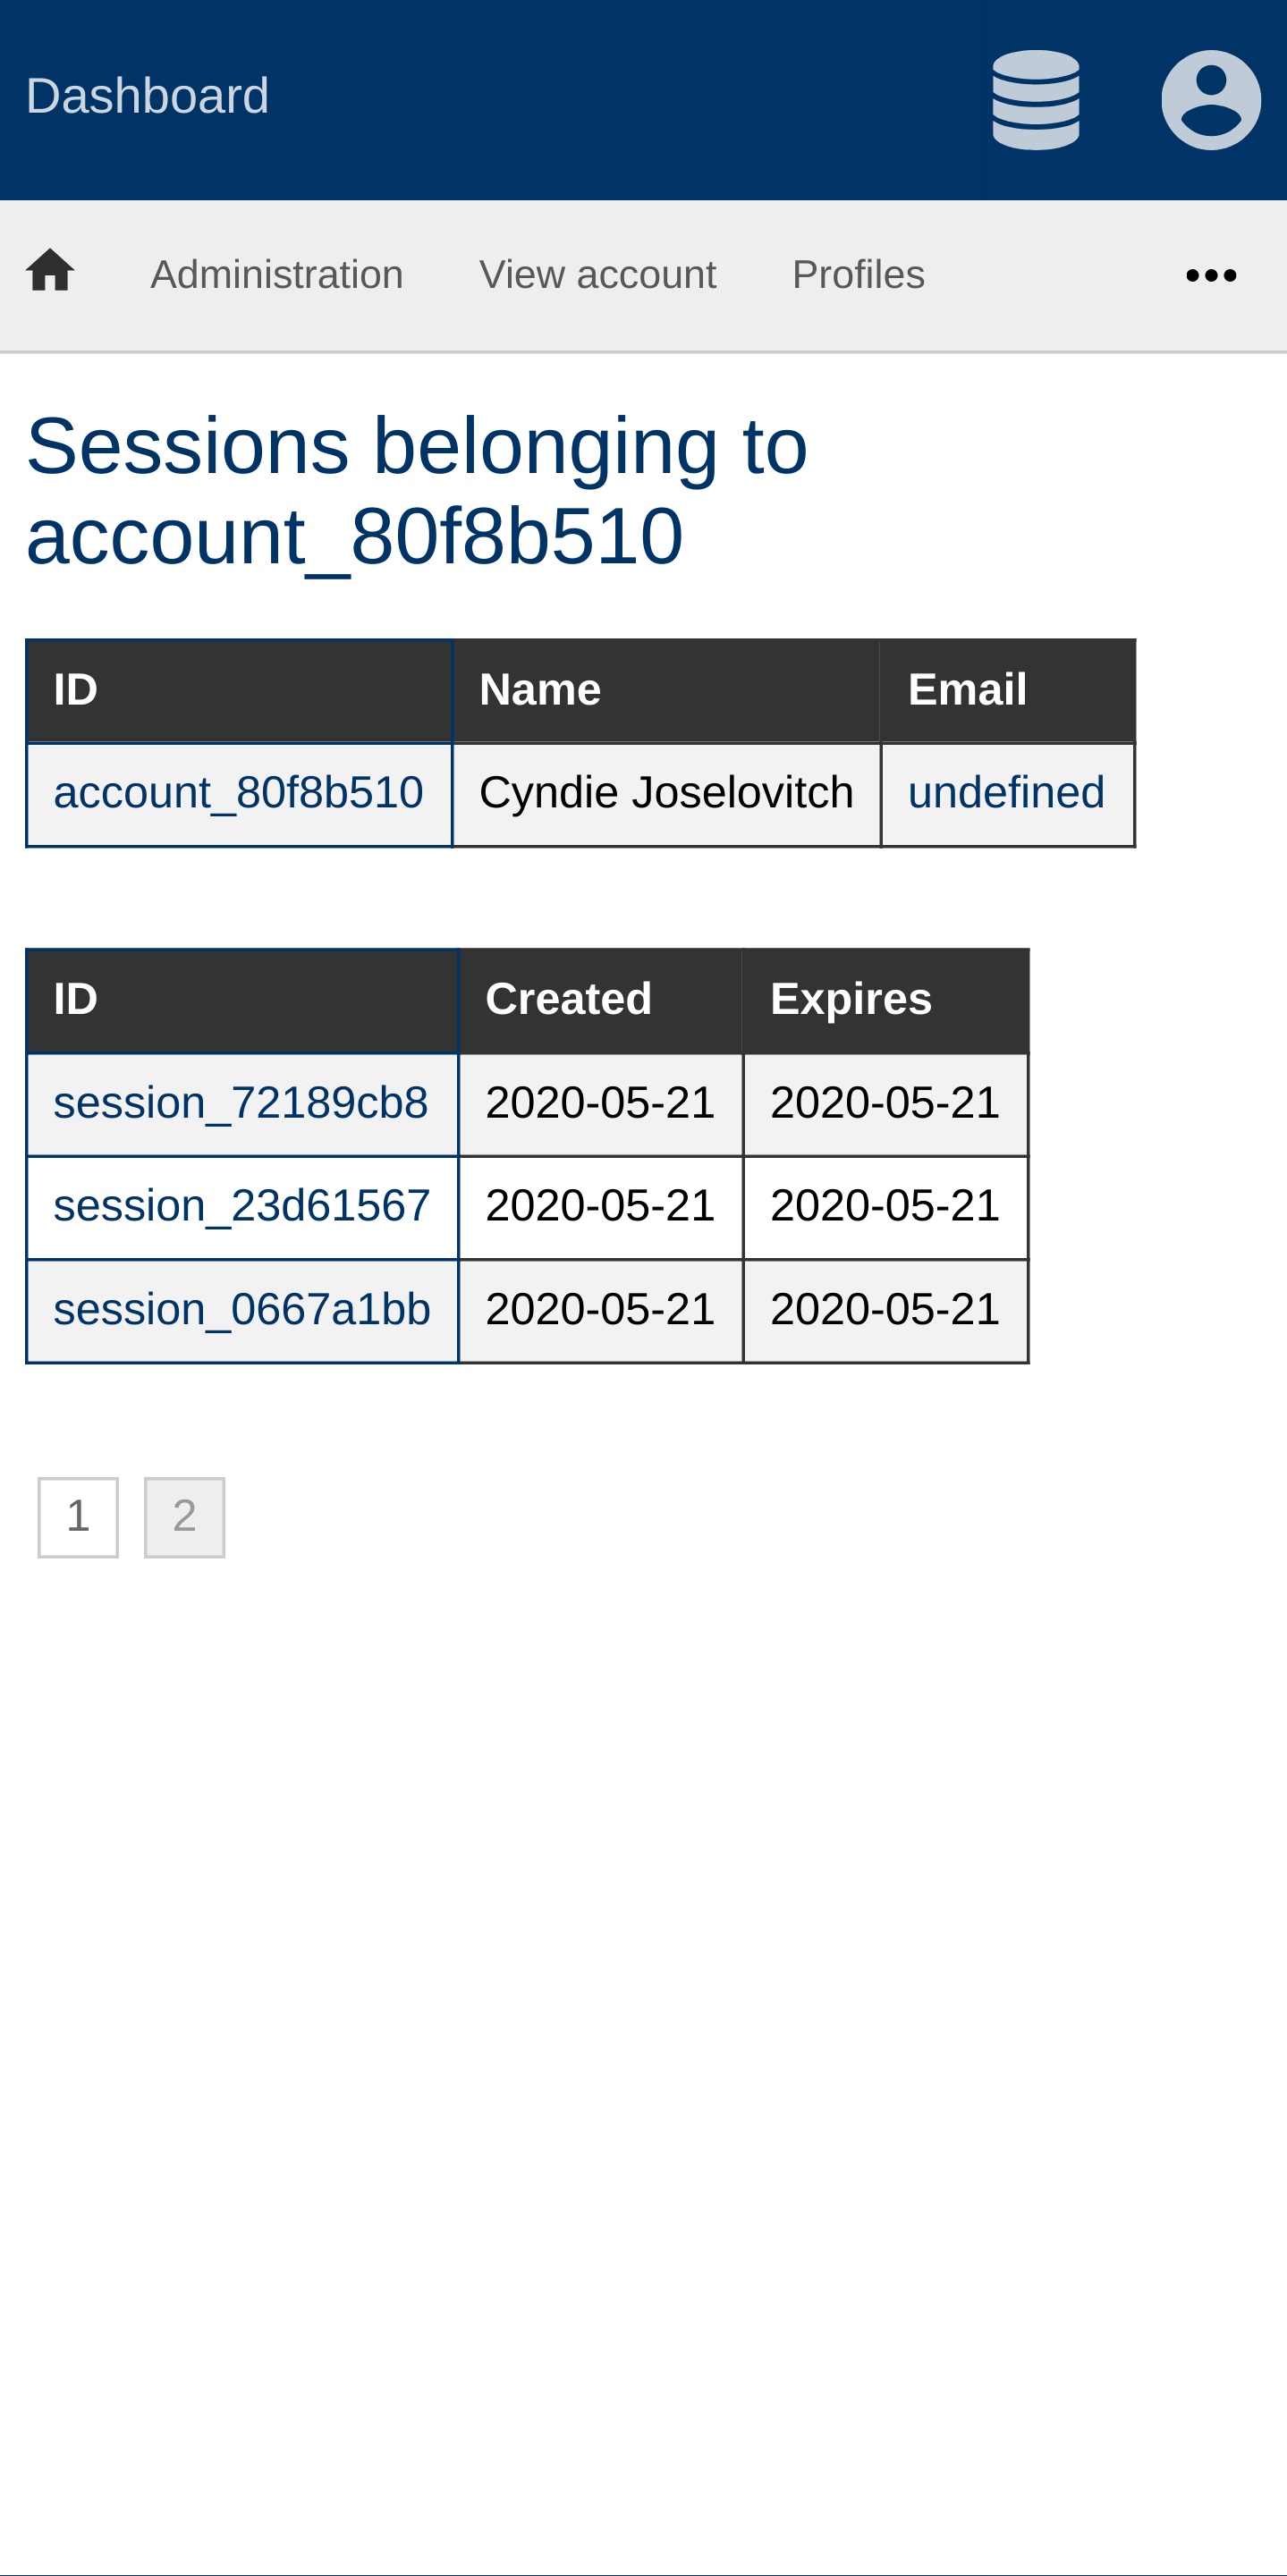 Dashboard
Administration View account Profiles
Sessions belonging to
account_80f8b510
ID Name Email
account_80f8b510 Cyndie Joselovitch undefined
ID Created Expires
session_72189cb8 2020-05-21 2020-05-21
session_23d61567 2020-05-21 2020-05-21
session_0667a1bb 2020-05-21 2020-05-21
1 2